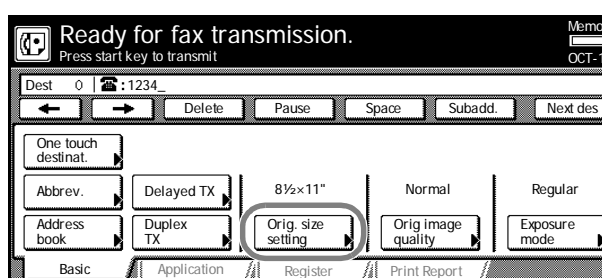 Ready for fax transmission.
Press start key to transmit
Memo
OCT-1
Dest 0 ☎:1234_
← → Delete Pause Space Subadd. Next des
One touch
destinat.
Abbrev. Delayed TX 8½×11" Normal Regular
Address
book
Duplex
TX
Orig. size
setting
Orig image
quality
Exposure
mode
Basic Application Register Print Report